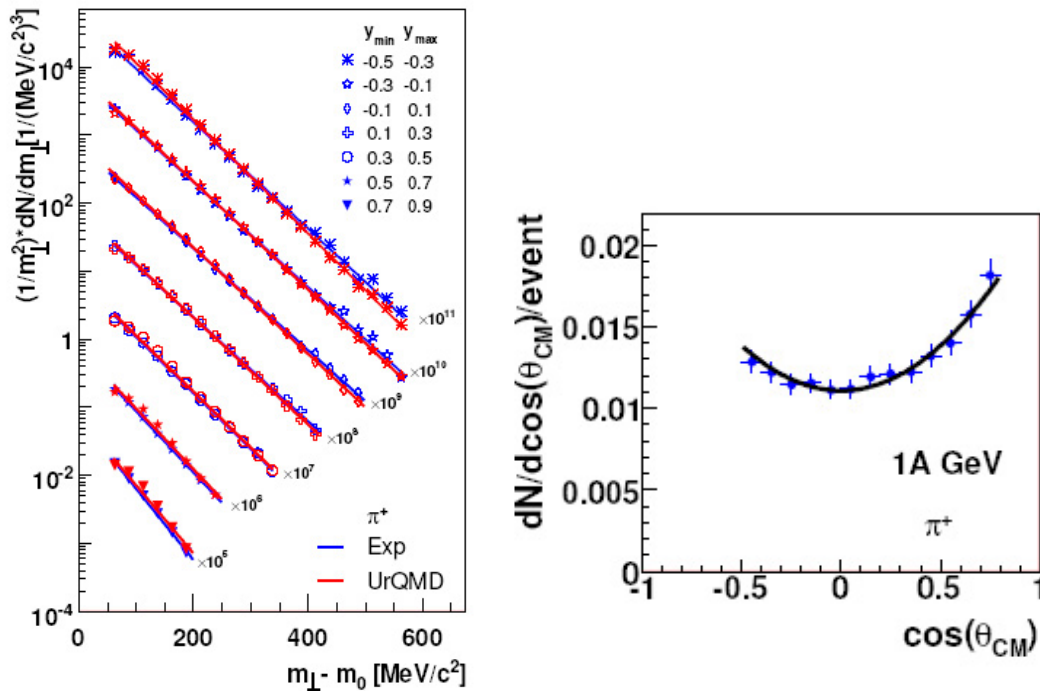 (1/m⊥²)*dN/dm⊥[1/(MeV/c²)³]
10⁴
10²
1
10⁻²
10⁻⁴
y_min y_max
-0.5 -0.3
-0.3 -0.1
-0.1 0.1
0.1 0.3
0.3 0.5
0.5 0.7
0.7 0.9
×10¹¹
×10¹⁰
×10⁹
×10⁸
×10⁷
×10⁶
×10⁵
π⁺
Exp
UrQMD
0 200 400 600
m⊥- m₀ [MeV/c²]
dN/dcos(θ_CM)/event
0.02
0.015
0.01
0.005
0
1A GeV
π⁺
-1 -0.5 0 0.5 1
cos(θ_CM)